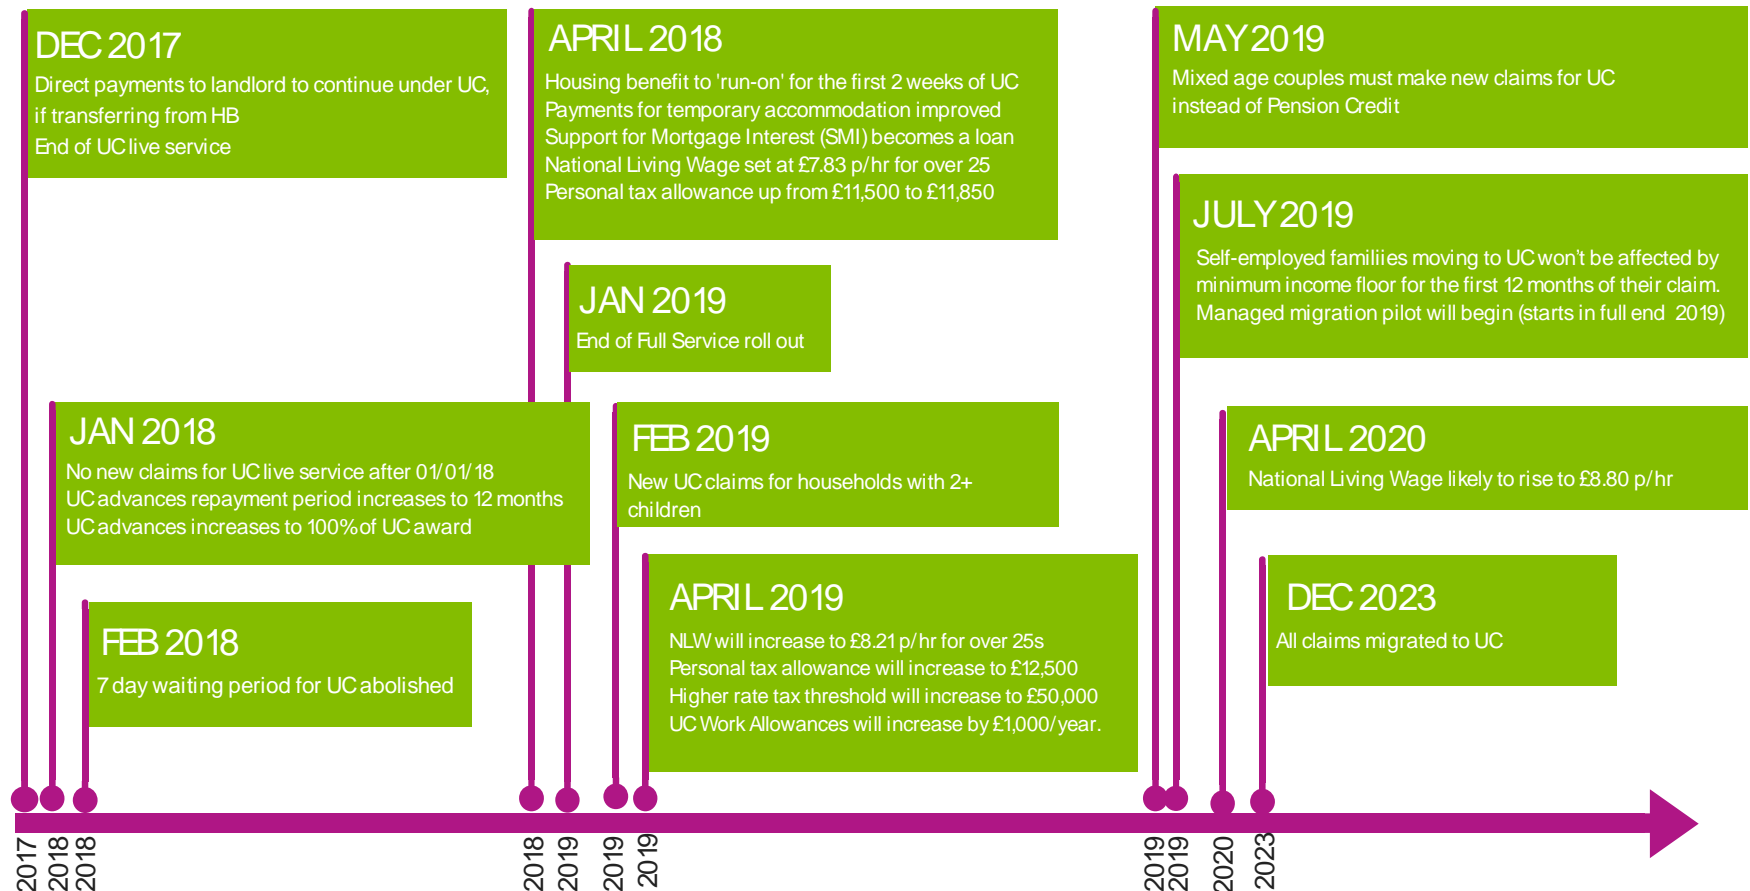 DEC 2017
Direct payments to landlord to continue under UC,
if transferring from HB
End of UC live service
JAN 2018
No new claims for UC live service after 01/01/18
UC advances repayment period increases to 12 months
UC advances increases to 100% of UC award
FEB 2018
7 day waiting period for UC abolished
APRIL 2018
Housing benefit to 'run-on' for the first 2 weeks of UC
Payments for temporary accommodation improved
Support for Mortgage Interest (SMI) becomes a loan
National Living Wage set at £7.83 p/hr for over 25
Personal tax allowance up from £11,500 to £11,850
JAN 2019
End of Full Service roll out
FEB 2019
New UC claims for households with 2+
children
APRIL 2019
NLW will increase to £8.21 p/hr for over 25s
Personal tax allowance will increase to £12,500
Higher rate tax threshold will increase to £50,000
UC Work Allowances will increase by £1,000/year.
MAY 2019
Mixed age couples must make new claims for UC
instead of Pension Credit
JULY 2019
Self-employed familiies moving to UC won't be affected by
minimum income floor for the first 12 months of their claim.
Managed migration pilot will begin (starts in full end 2019)
APRIL 2020
National Living Wage likely to rise to £8.80 p/hr
DEC 2023
All claims migrated to UC
2017
2018
2018
2018
2019
2019
2019
2019
2019
2020
2023